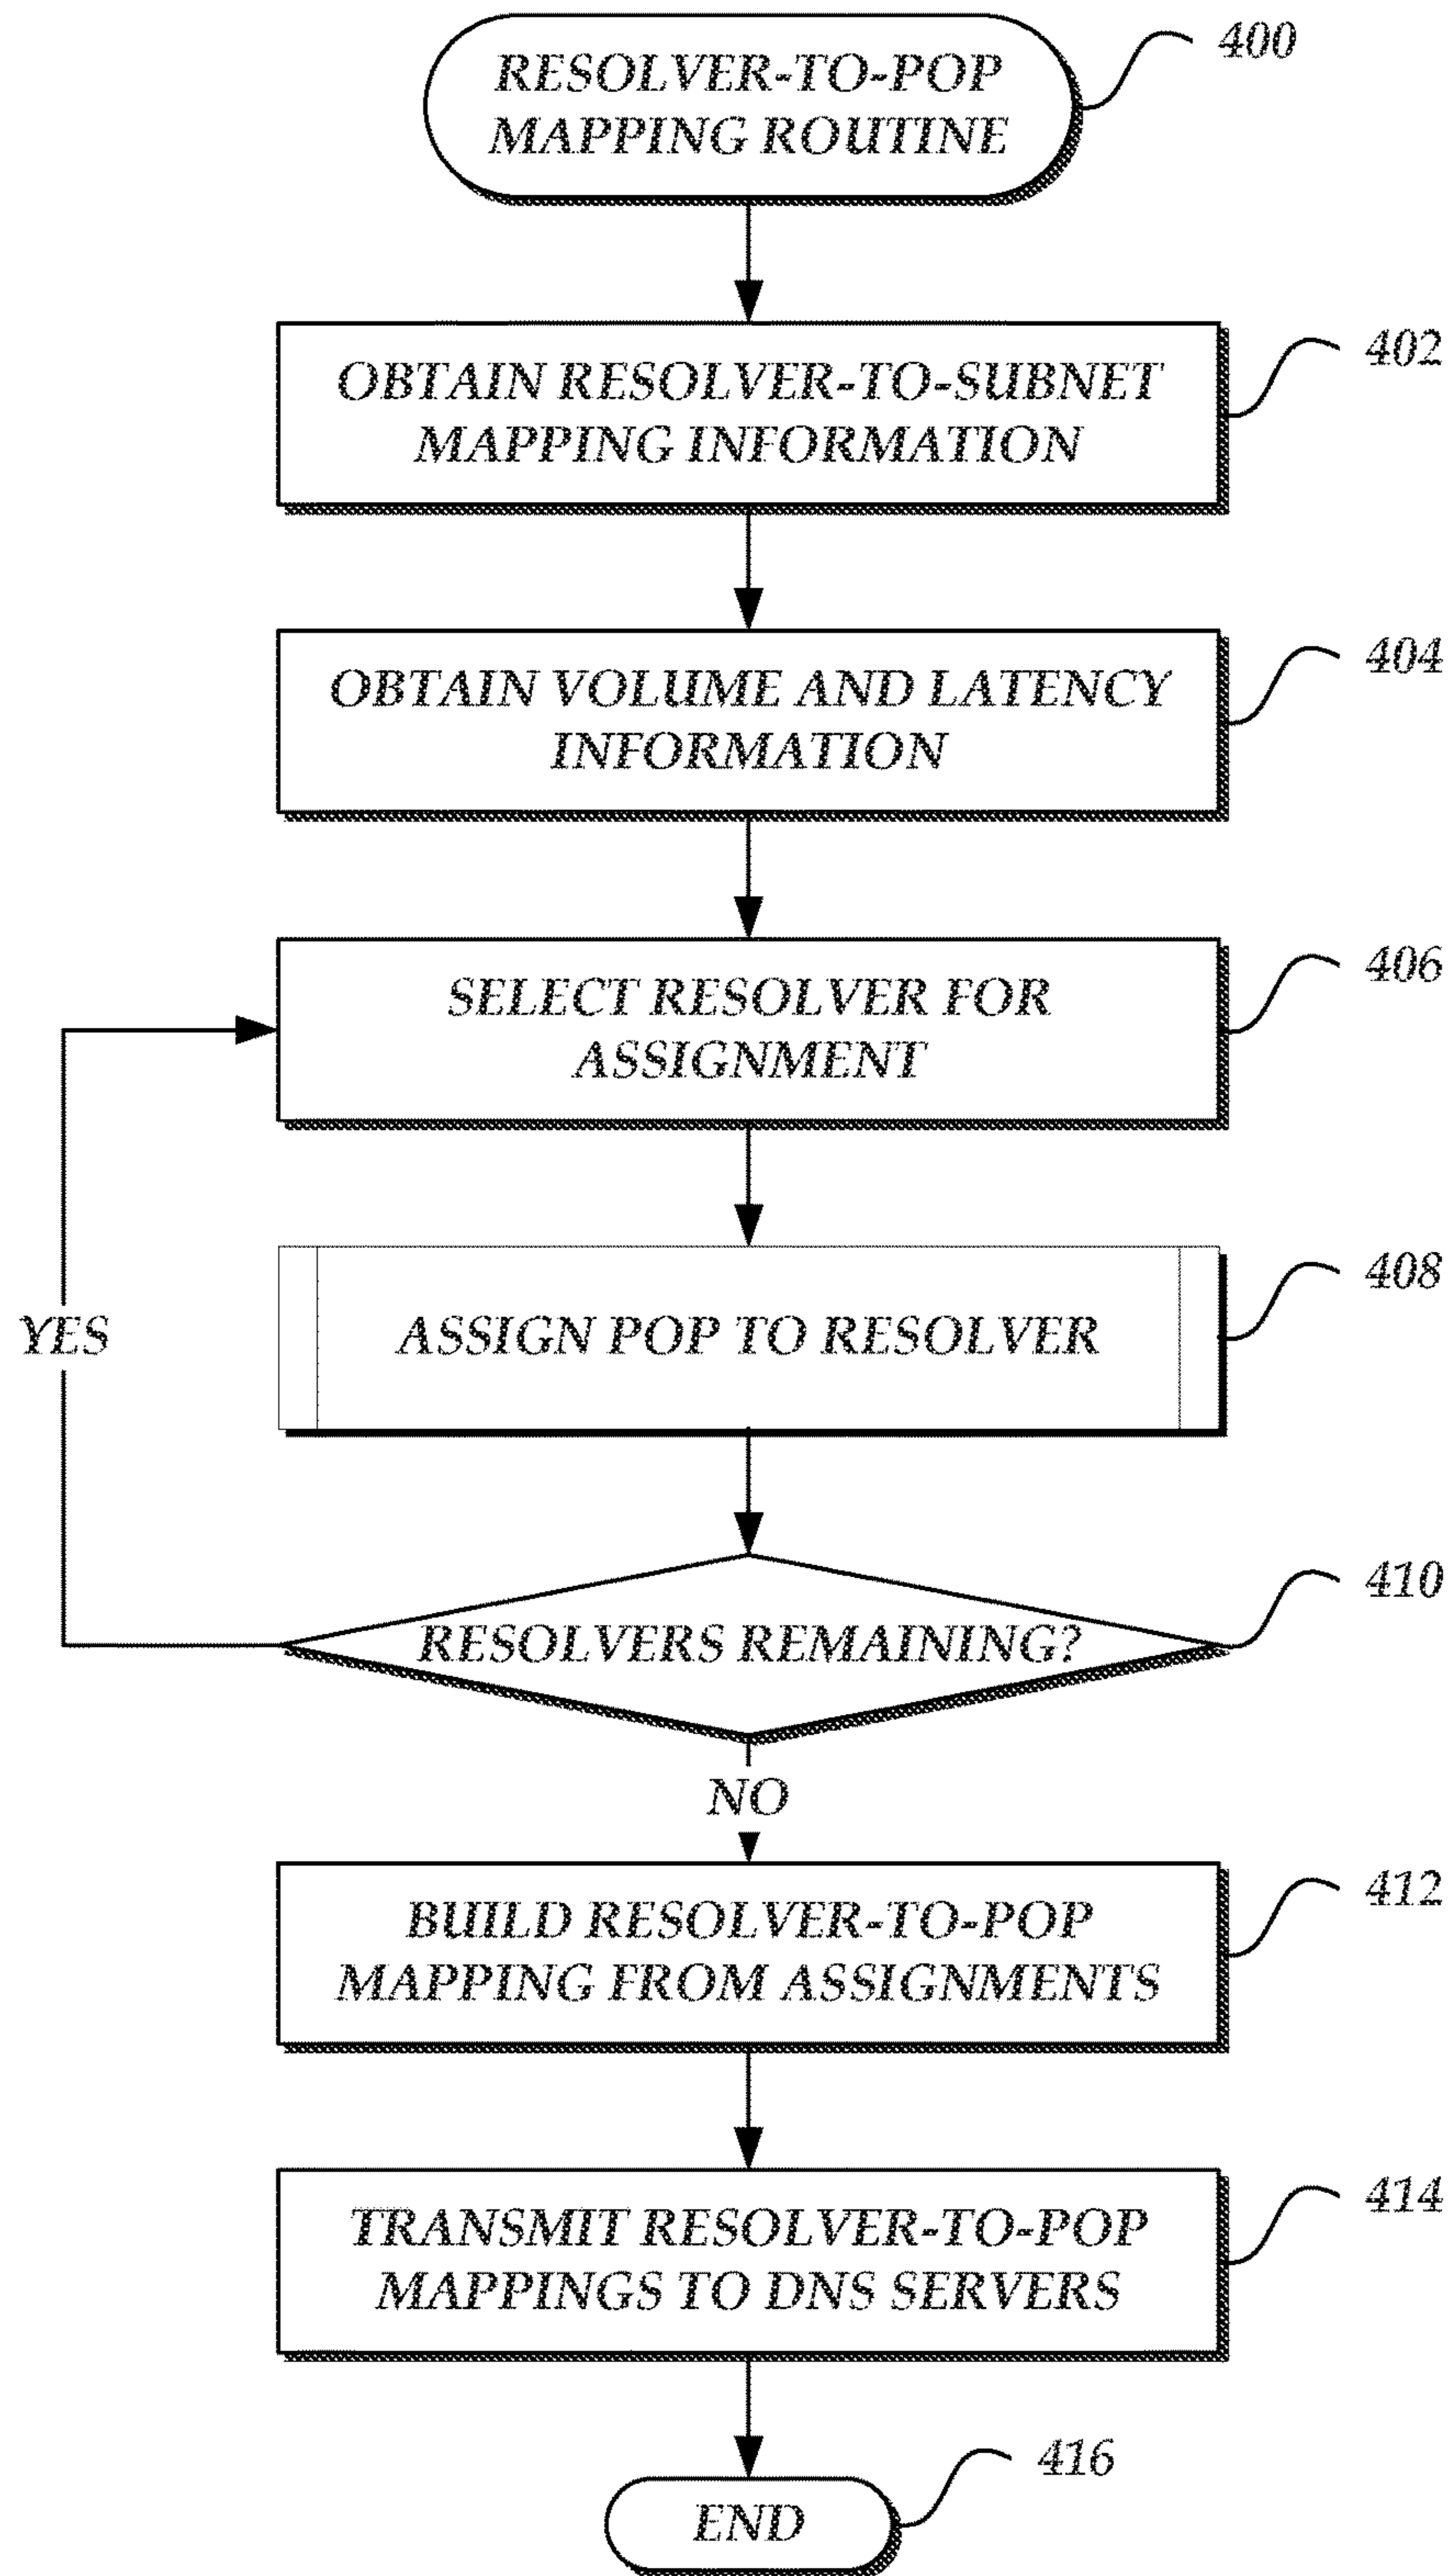 RESOLVER-TO-POP
MAPPING ROUTINE
400
OBTAIN RESOLVER-TO-SUBNET
MAPPING INFORMATION
402
OBTAIN VOLUME AND LATENCY
INFORMATION
404
SELECT RESOLVER FOR
ASSIGNMENT
406
ASSIGN POP TO RESOLVER
408
YES
RESOLVERS REMAINING?
410
NO
BUILD RESOLVER-TO-POP
MAPPING FROM ASSIGNMENTS
412
TRANSMIT RESOLVER-TO-POP
MAPPINGS TO DNS SERVERS
414
END
416